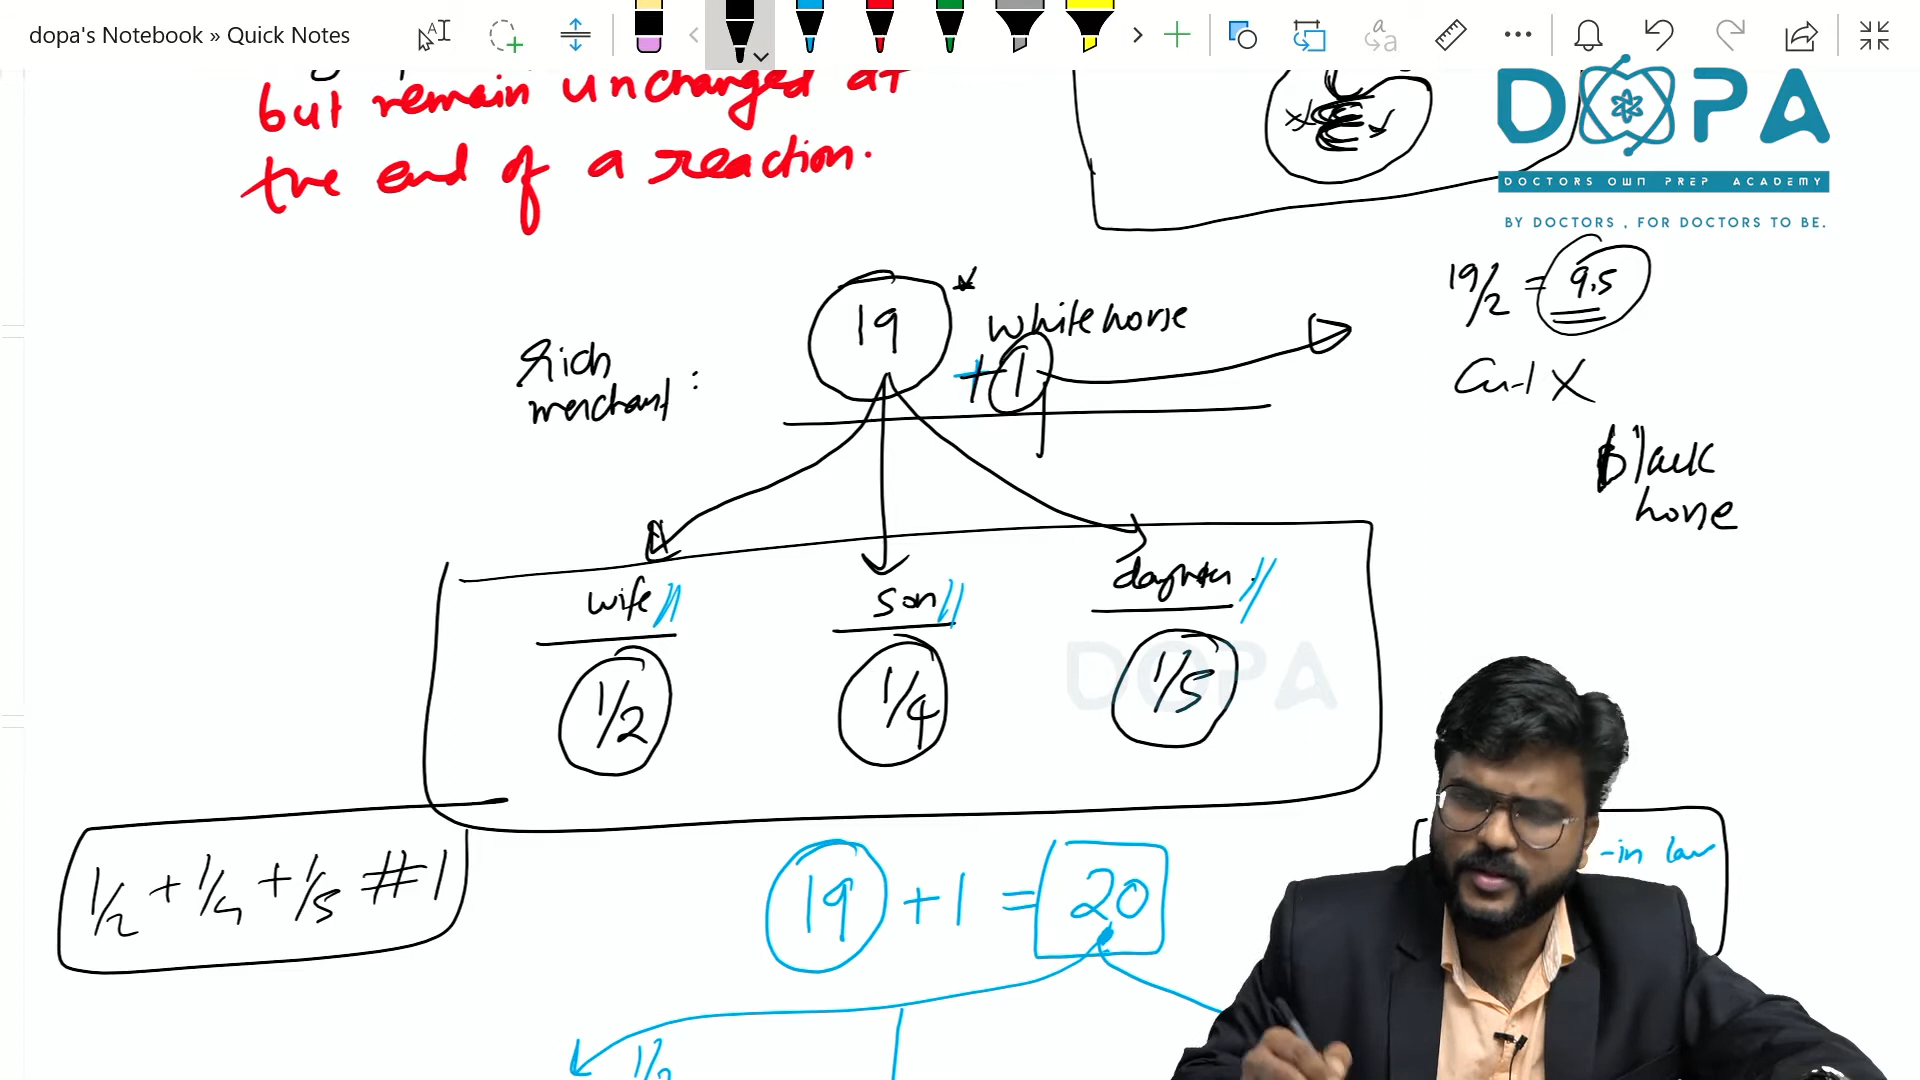 dopa's Notebook » Quick Notes
but remain unchanged at
the end of a reaction.
DOPA
DOCTORS OWN PREP ACADEMY
BY DOCTORS , FOR DOCTORS TO BE.
19/2 = 9.5
19
white horse
+ 1
Rich
merchant :
Cut X
black
horse
wife
son
daughter
1/2
1/4
1/5
DOPA
1/2 + 1/4 + 1/5 # 1
19 + 1 = 20
-in law
1/2